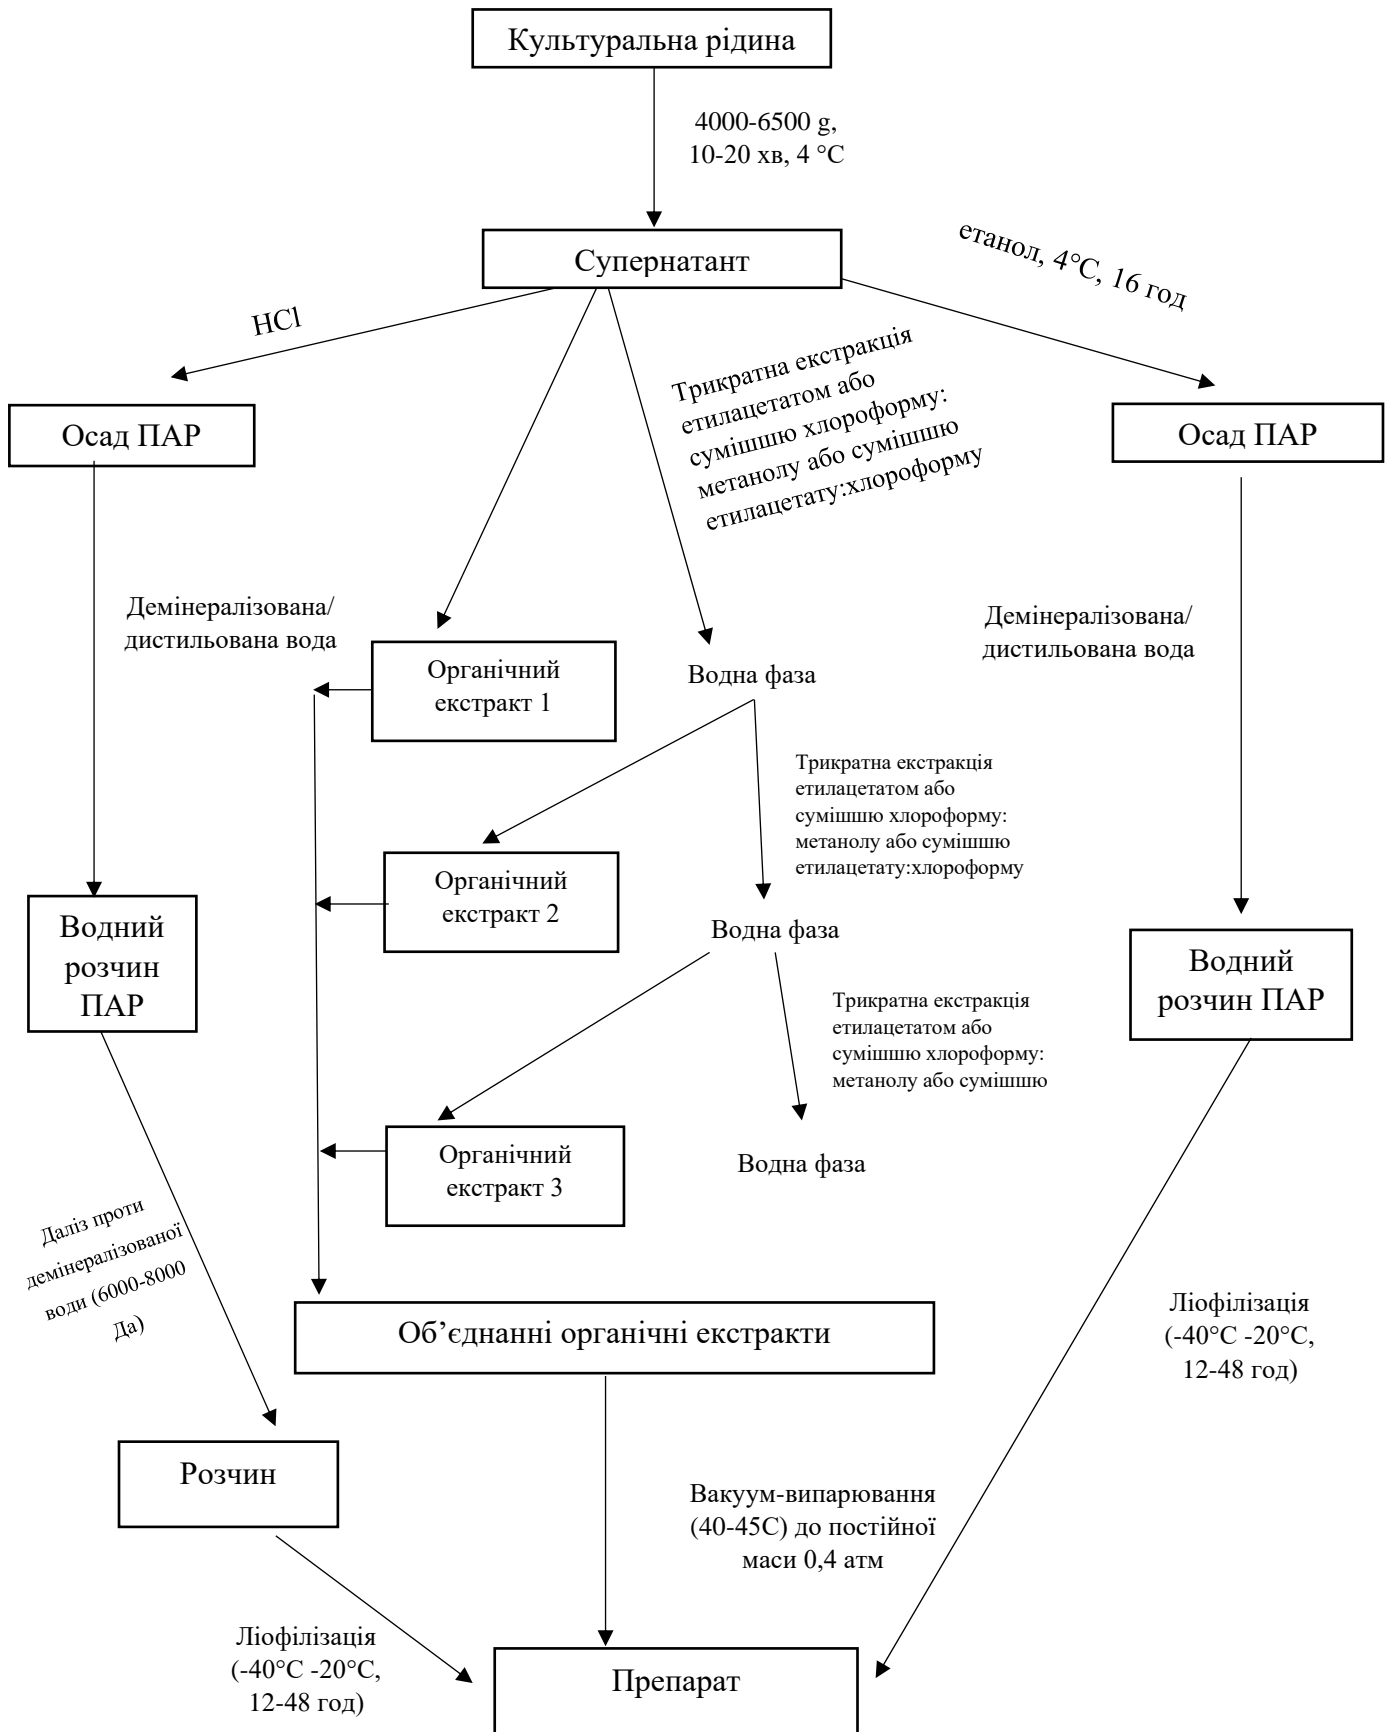 Культуральна рідина
4000-6500 g,
10-20 хв, 4 °C
Супернатант
етанол, 4°C, 16 год
HCl
Трикратна екстракція
етилацетатом або
сумішшю хлороформу:
метанолу або сумішшю
етилацетату:хлороформу
Осад ПАР
Осад ПАР
Демінералізована/
дистильована вода
Демінералізована/
дистильована вода
Органічний
екстракт 1
Водна фаза
Трикратна екстракція
етилацетатом або
сумішшю хлороформу:
метанолу або сумішшю
етилацетату:хлороформу
Органічний
екстракт 2
Водний
розчин
ПАР
Водна фаза
Водний
розчин ПАР
Трикратна екстракція
етилацетатом або
сумішшю хлороформу:
метанолу або сумішшю
Органічний
екстракт 3
Водна фаза
Даліз проти
демінералізованої
води (6000-8000
Да)
Об’єднанні органічні екстракти
Ліофілізація
(-40°C -20°C,
12-48 год)
Розчин
Вакуум-випарювання
(40-45С) до постійної
маси 0,4 атм
Ліофілізація
(-40°C -20°C,
12-48 год)
Препарат